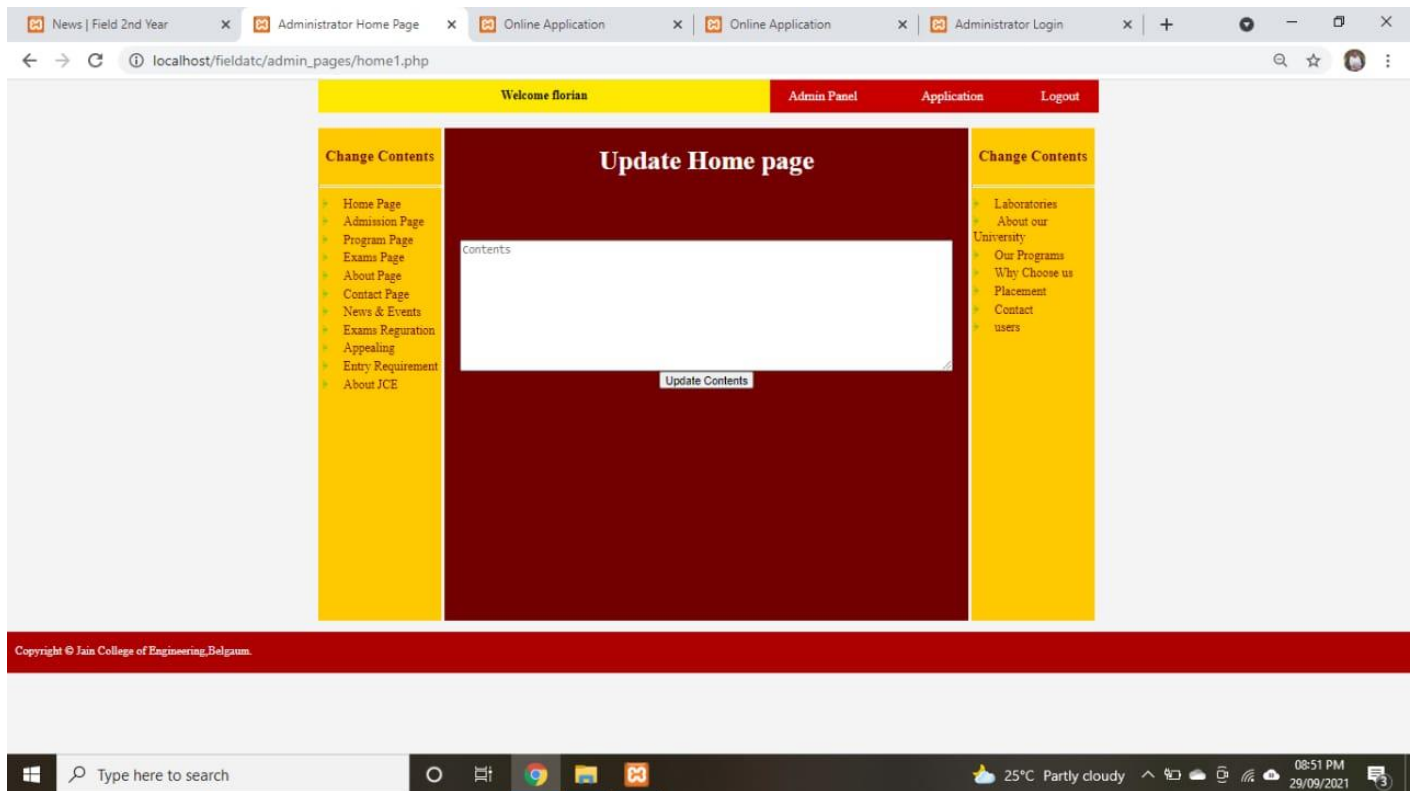 News | Field 2nd Year
Administrator Home Page
Online Application
Online Application
Administrator Login
localhost/fieldatc/admin_pages/home1.php
Welcome florian
Admin Panel
Application
Logout
Change Contents
Home Page
Admission Page
Program Page
Exams Page
About Page
Contact Page
News & Events
Exams Reguration
Appealing
Entry Requirement
About JCE
Update Home page
Contents
Update Contents
Change Contents
Laboratories
About our
University
Our Programs
Why Choose us
Placement
Contact
users
Copyright © Jain College of Engineering,Belgaum.
Type here to search
25°C Partly cloudy
08:51 PM
29/09/2021
3